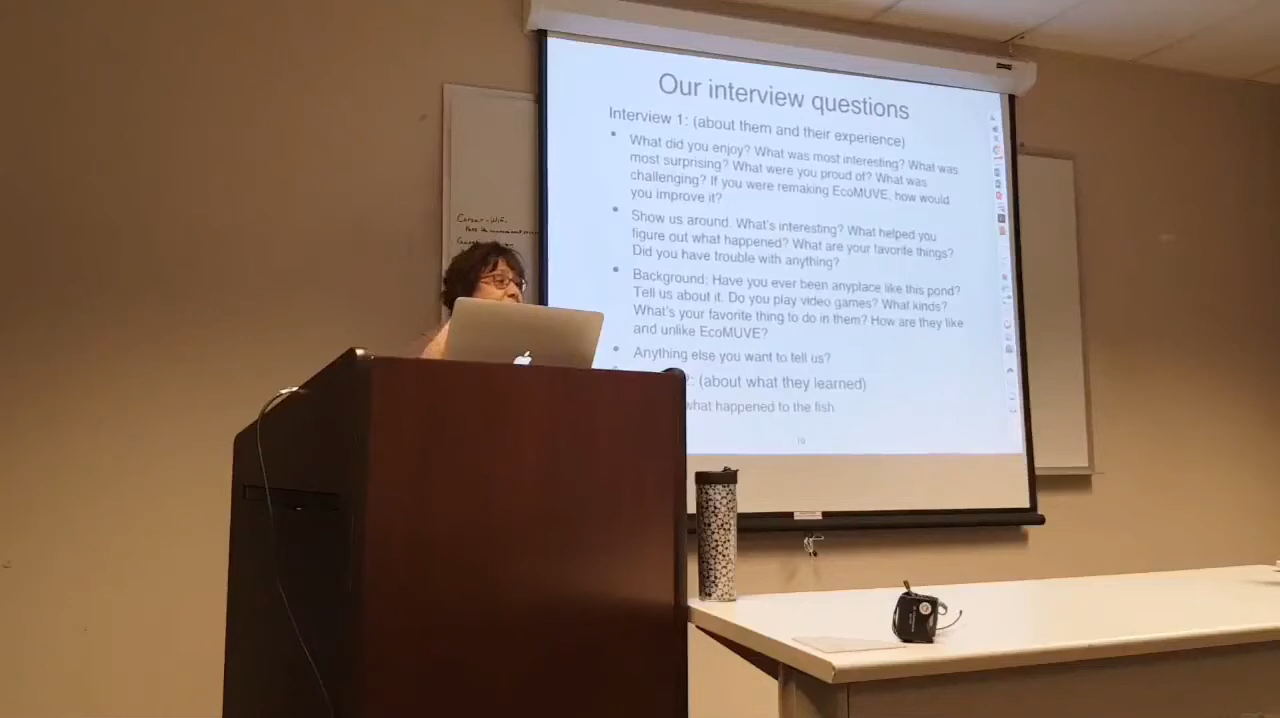 Our interview questions
Interview 1: (about them and their experience)
• What did you enjoy? What was most interesting? What was
most surprising? What were you proud of? What was
challenging? If you were remaking EcoMUVE, how would
you improve it?
• Show us around. What's interesting? What helped you
figure out what happened? What are your favorite things?
Did you have trouble with anything?
• Background: Have you ever been anyplace like this pond?
Tell us about it. Do you play video games? What kinds?
What's your favorite thing to do in them? How are they like
and unlike EcoMUVE?
• Anything else you want to tell us?
2: (about what they learned)
what happened to the fish